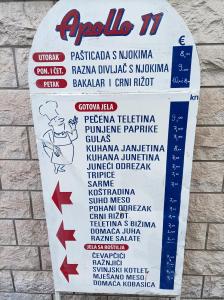 Apollo 11
€
UTORAK PAŠTICADA S NJOKIMA
PON. I ČET. RAZNA DIVLJAČ S NJOKIMA
PETAK BAKALAR I CRNI RIŽOT
kn
GOTOVA JELA
PEČENA TELETINA
PUNJENE PAPRIKE
GULAŠ
KUHANA JANJETINA
KUHANA JUNETINA
JUNEĆI ODREZAK
TRIPICE
SARME
KOŠTRADINA
SUHO MESO
POHANI ODREZAK
CRNI RIŽOT
TELETINA S BIŽIMA
DOMAĆA JUHA
RAZNE SALATE
JELA SA ROŠTILJA
ČEVAPČIĆI
RAŽNJIĆI
SVINJSKI KOTLET
MJEŠANO MESO
DOMAĆA KOBASICA